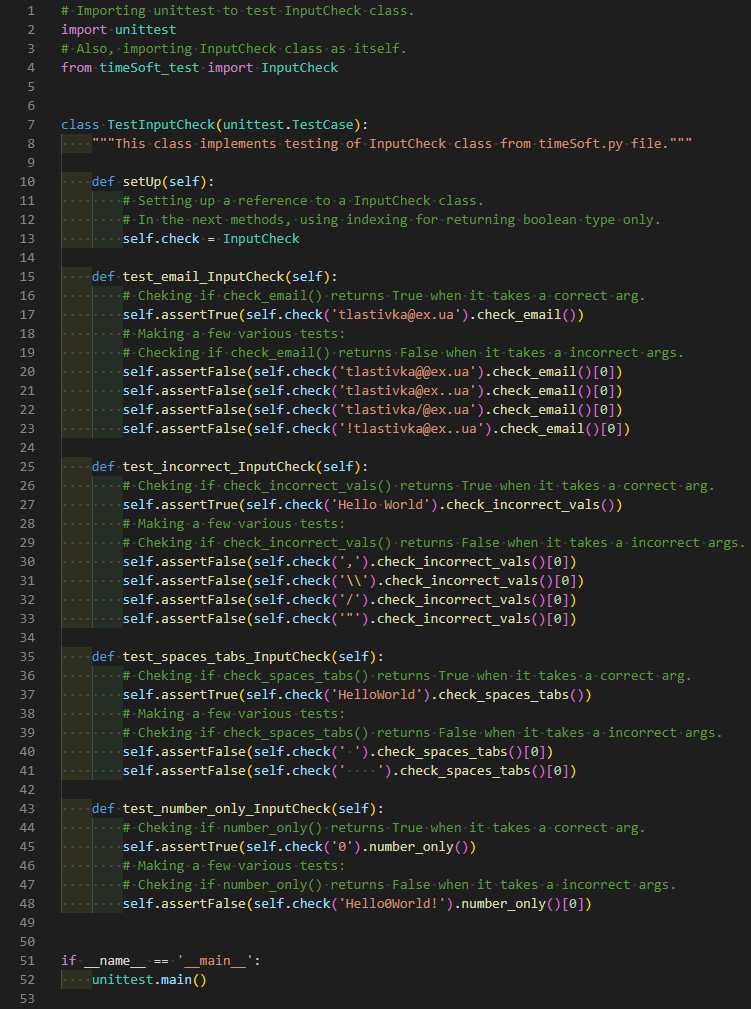 1 # Importing unittest to test InputCheck class.
2 import unittest
3 # Also, importing InputCheck class as itself.
4 from timeSoft_test import InputCheck
5
6
7 class TestInputCheck(unittest.TestCase):
8     """This class implements testing of InputCheck class from timeSoft.py file."""
9
10     def setUp(self):
11         # Setting up a reference to a InputCheck class.
12         # In the next methods, using indexing for returning boolean type only.
13         self.check = InputCheck
14
15     def test_email_InputCheck(self):
16         # Cheking if check_email() returns True when it takes a correct arg.
17         self.assertTrue(self.check('tlastivka@ex.ua').check_email())
18         # Making a few various tests:
19         # Checking if check_email() returns False when it takes a incorrect args.
20         self.assertFalse(self.check('tlastivka@@ex.ua').check_email()[0])
21         self.assertFalse(self.check('tlastivka@ex..ua').check_email()[0])
22         self.assertFalse(self.check('tlastivka/@ex.ua').check_email()[0])
23         self.assertFalse(self.check('!tlastivka@ex..ua').check_email()[0])
24
25     def test_incorrect_InputCheck(self):
26         # Cheking if check_incorrect_vals() returns True when it takes a correct arg.
27         self.assertTrue(self.check('Hello World').check_incorrect_vals())
28         # Making a few various tests:
29         # Cheking if check_incorrect_vals() returns False when it takes a incorrect args.
30         self.assertFalse(self.check(',').check_incorrect_vals()[0])
31         self.assertFalse(self.check('\\').check_incorrect_vals()[0])
32         self.assertFalse(self.check('/').check_incorrect_vals()[0])
33         self.assertFalse(self.check('"').check_incorrect_vals()[0])
34
35     def test_spaces_tabs_InputCheck(self):
36         # Cheking if check_spaces_tabs() returns True when it takes a correct arg.
37         self.assertTrue(self.check('HelloWorld').check_spaces_tabs())
38         # Making a few various tests:
39         # Cheking if check_spaces_tabs() returns False when it takes a incorrect args.
40         self.assertFalse(self.check(' ').check_spaces_tabs()[0])
41         self.assertFalse(self.check('    ').check_spaces_tabs()[0])
42
43     def test_number_only_InputCheck(self):
44         # Cheking if number_only() returns True when it takes a correct arg.
45         self.assertTrue(self.check('0').number_only())
46         # Making a few various tests:
47         # Cheking if number_only() returns False when it takes a incorrect args.
48         self.assertFalse(self.check('Hello0World!').number_only()[0])
49
50
51 if __name__ == '__main__':
52     unittest.main()
53